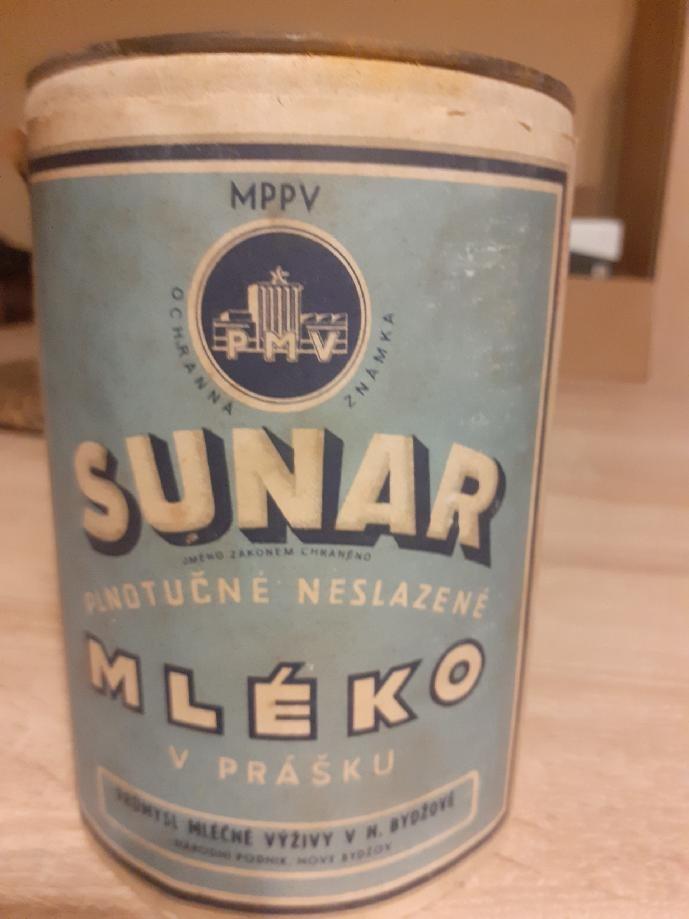 MPPV
OCHRANNÁ ZNÁMKA
PMV
SUNAR
JMÉNO ZÁKONEM CHRÁNĚNO
PLNOTUČNÉ NESLAZENÉ
MLÉKO
V PRÁŠKU
PRŮMYSL MLÉČNÉ VÝŽIVY V N. BYDŽOVĚ
NÁRODNÍ PODNIK, NOVÝ BYDŽOV